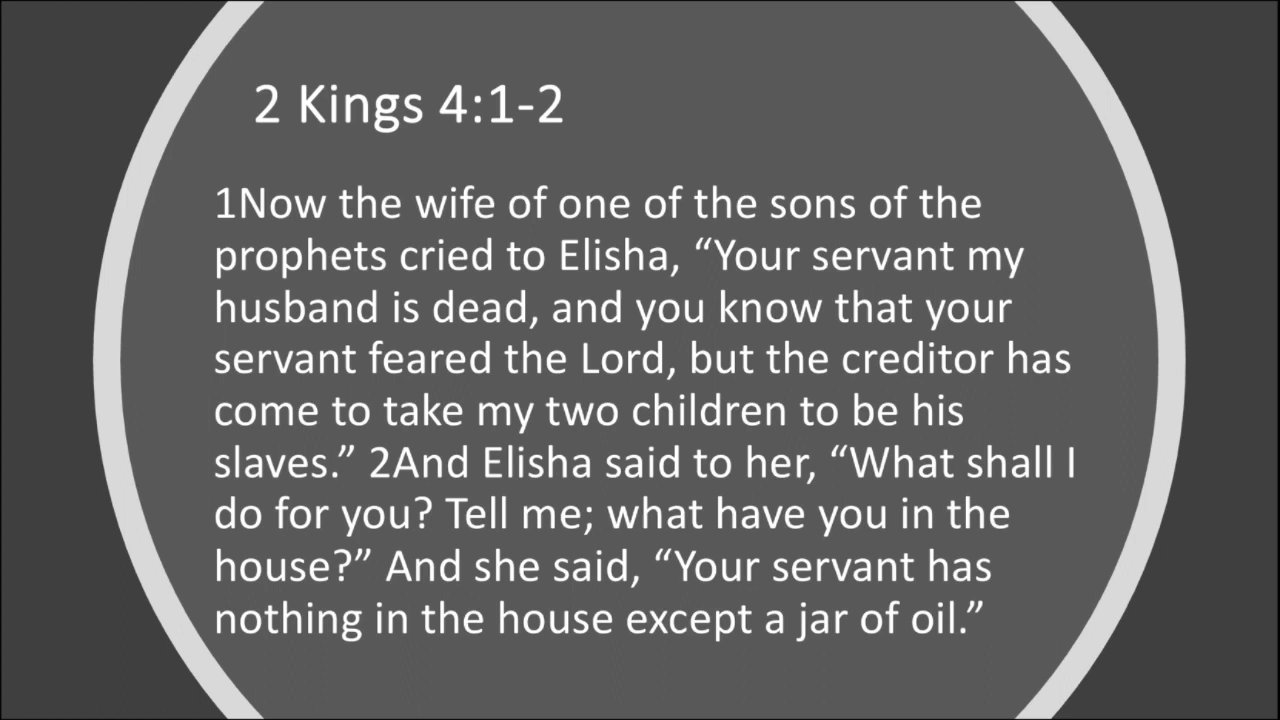 2 Kings 4:1-2
1Now the wife of one of the sons of the
prophets cried to Elisha, “Your servant my
husband is dead, and you know that your
servant feared the Lord, but the creditor has
come to take my two children to be his
slaves.” 2And Elisha said to her, “What shall I
do for you? Tell me; what have you in the
house?” And she said, “Your servant has
nothing in the house except a jar of oil.”